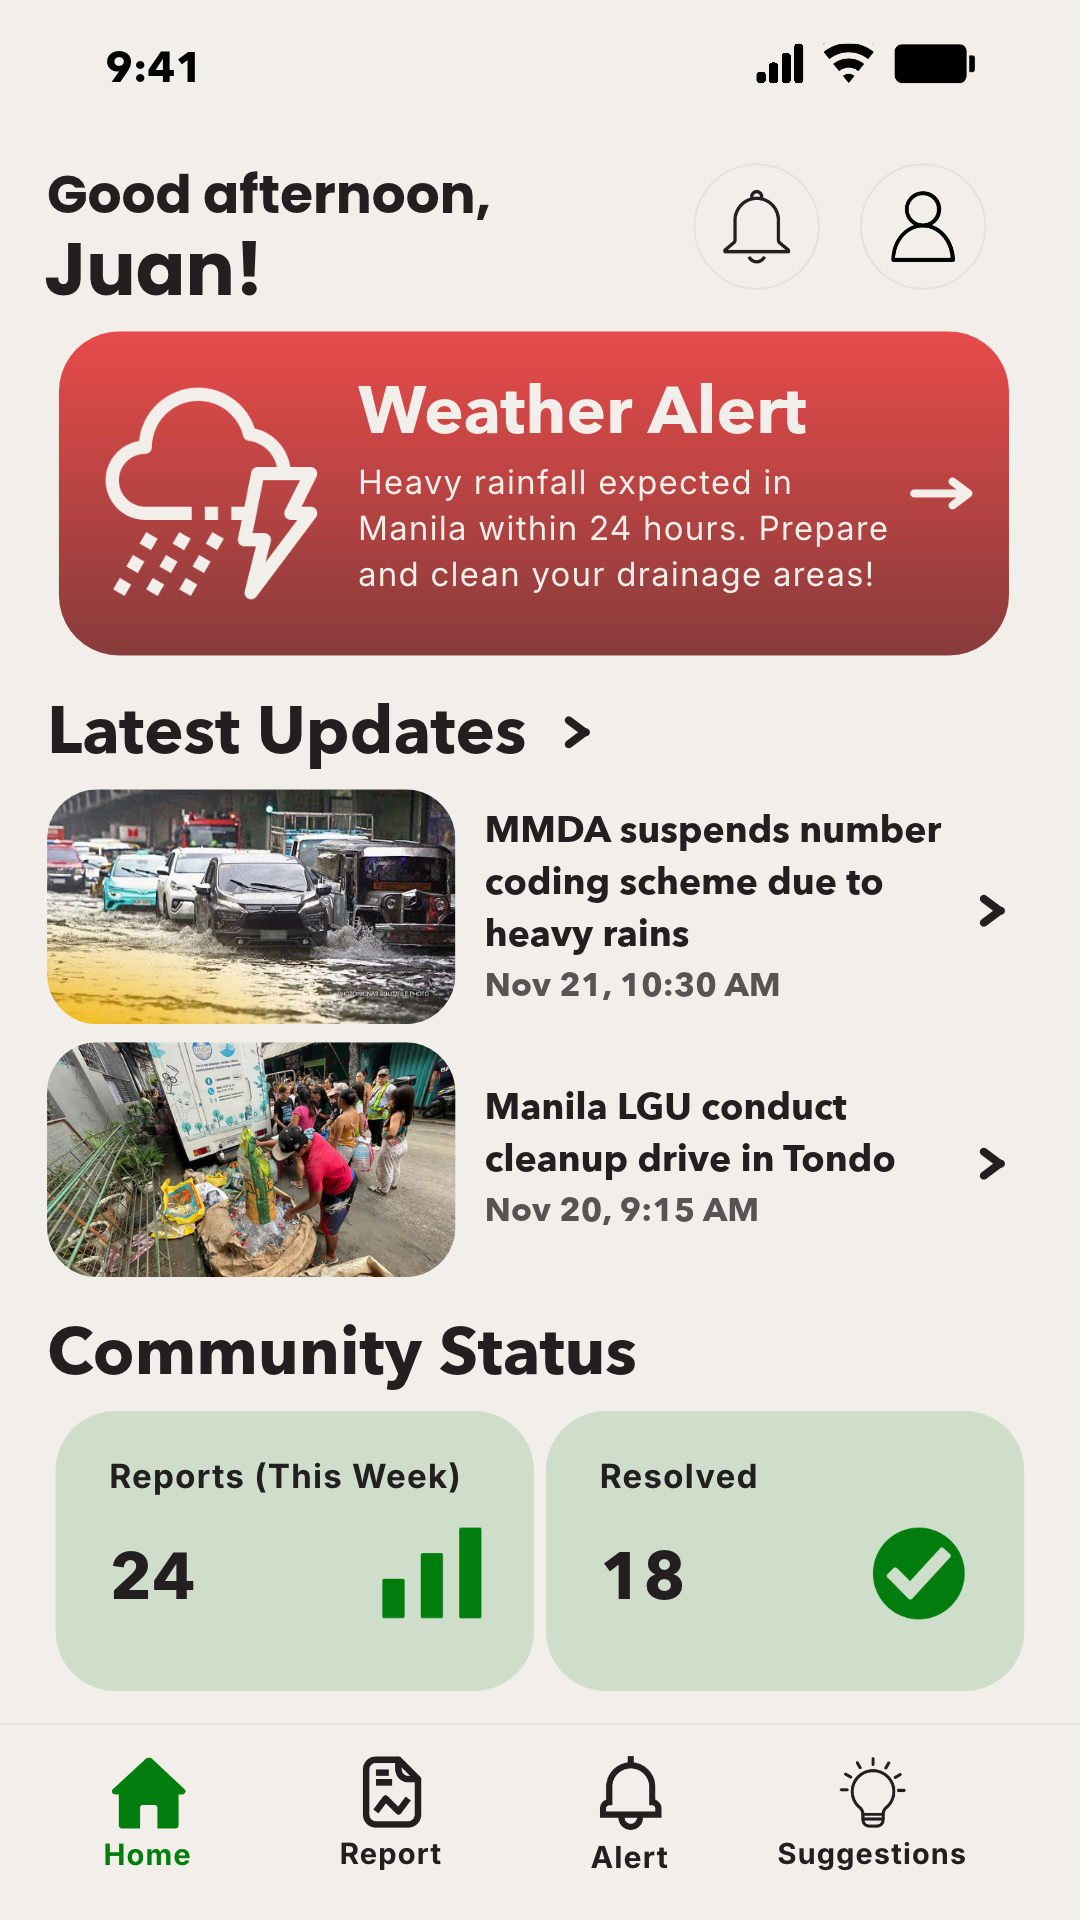 9:41
Good afternoon,
Juan!
Weather Alert
Heavy rainfall expected in
Manila within 24 hours. Prepare
and clean your drainage areas!
Latest Updates
MMDA suspends number
coding scheme due to
heavy rains
Nov 21, 10:30 AM
Manila LGU conduct
cleanup drive in Tondo
Nov 20, 9:15 AM
Community Status
Reports (This Week)
24
Resolved
18
Home
Report
Alert
Suggestions